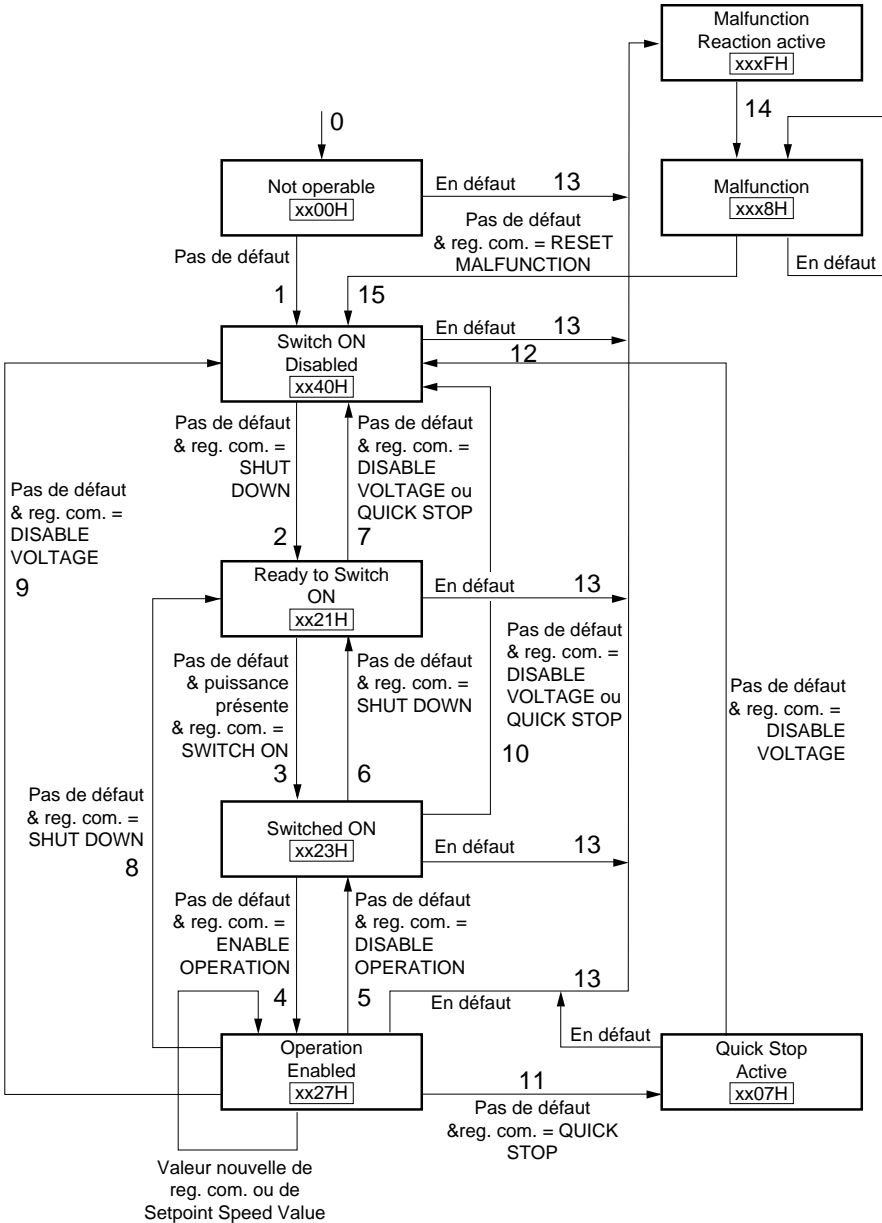 Malfunction
Reaction active
xxxFH
14
0
Not operable
xx00H
En défaut
13
Malfunction
xxx8H
Pas de défaut
& reg. com. = RESET
MALFUNCTION
En défaut
Pas de défaut
1
15
Switch ON
Disabled
xx40H
En défaut
13
12
Pas de défaut
& reg. com. =
SHUT
DOWN
2
Pas de défaut
& reg. com. =
DISABLE
VOLTAGE ou
QUICK STOP
7
Pas de défaut
& reg. com. =
DISABLE
VOLTAGE
9
Ready to Switch
ON
xx21H
En défaut
13
Pas de défaut
& puissance
présente
& reg. com. =
SWITCH ON
3
Pas de défaut
& reg. com. =
SHUT DOWN
6
Pas de défaut
& reg. com. =
DISABLE
VOLTAGE ou
QUICK STOP
10
Pas de défaut
& reg. com. =
DISABLE
VOLTAGE
Pas de défaut
& reg. com. =
SHUT DOWN
8
Switched ON
xx23H
En défaut
13
Pas de défaut
& reg. com. =
ENABLE
OPERATION
4
Pas de défaut
& reg. com. =
DISABLE
OPERATION
5
13
En défaut
En défaut
Operation
Enabled
xx27H
11
Pas de défaut
&reg. com. = QUICK
STOP
Quick Stop
Active
xx07H
Valeur nouvelle de
reg. com. ou de
Setpoint Speed Value